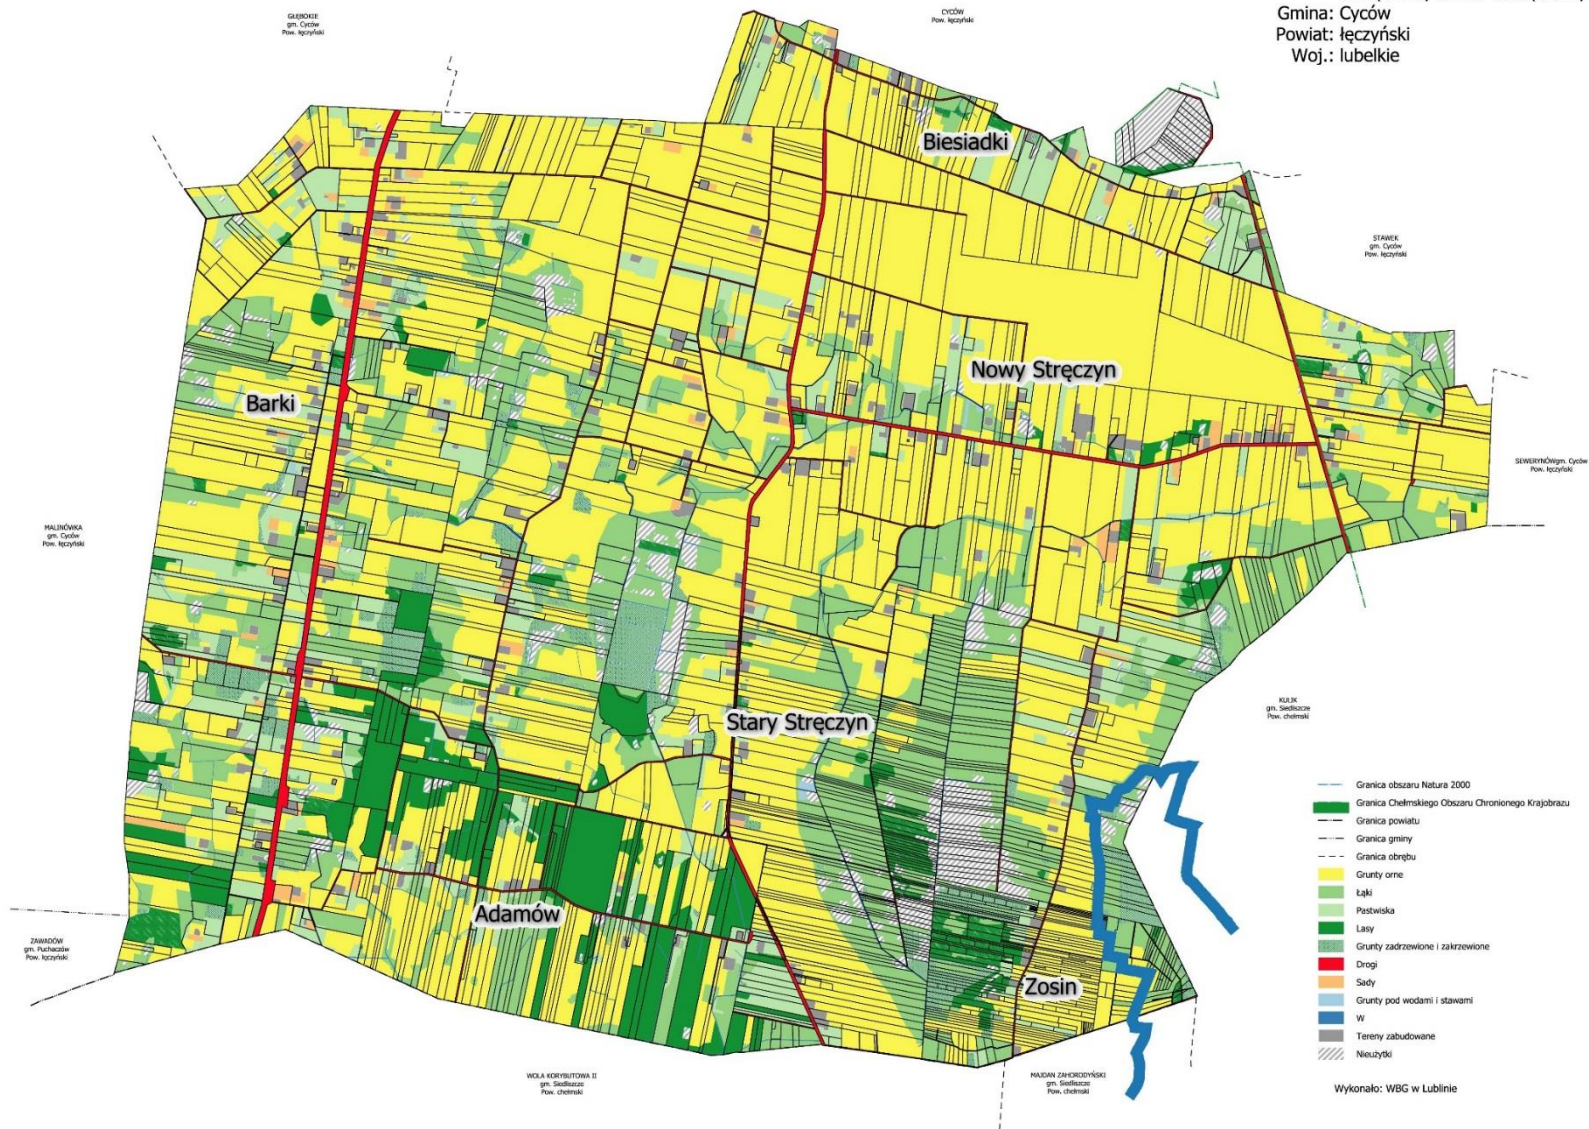 Gmina: Cyców
Powiat: łęczyński
Woj.: lubelkie
GŁĘBOKIE
gm. Cyców
Pow. łęczyński
CYCÓW
Pow. łęczyński
Biesiadki
STAWEK
gm. Cyców
Pow. łęczyński
Nowy Stręczyn
Barki
SEWERYNÓWgm. Cyców
Pow. łęczyński
MALINÓWKA
gm. Cyców
Pow. łęczyński
KULIK
gm. Siedliszcze
Pow. chełmski
Stary Stręczyn
Adamów
Zosin
ZAWADÓW
gm. Puchaczów
Pow. łęczyński
WOLA KORYBUTOWA II
gm. Siedliszcze
Pow. chełmski
MAJDAN ZAHORODYŃSKI
gm. Siedliszcze
Pow. chełmski
Granica obszaru Natura 2000
Granica Chełmskiego Obszaru Chronionego Krajobrazu
Granica powiatu
Granica gminy
Granica obrębu
Grunty orne
Łąki
Pastwiska
Lasy
Grunty zadrzewione i zakrzewione
Drogi
Sady
Grunty pod wodami i stawami
W
Tereny zabudowane
Nieużytki
Wykonało: WBG w Lublinie